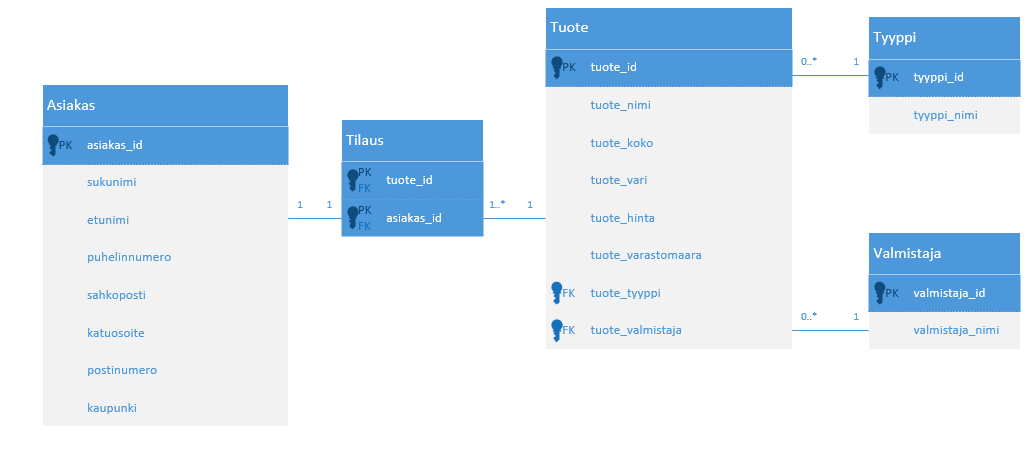 Asiakas
PK asiakas_id
sukunimi
etunimi
puhelinnumero
sahkoposti
katuosoite
postinumero
kaupunki
1 1
Tilaus
PK
FK tuote_id
PK
FK asiakas_id
1..* 1
Tuote
PK tuote_id
tuote_nimi
tuote_koko
tuote_vari
tuote_hinta
tuote_varastomaara
FK tuote_tyyppi
FK tuote_valmistaja
0..* 1
Tyyppi
PK tyyppi_id
tyyppi_nimi
0..* 1
Valmistaja
PK valmistaja_id
valmistaja_nimi